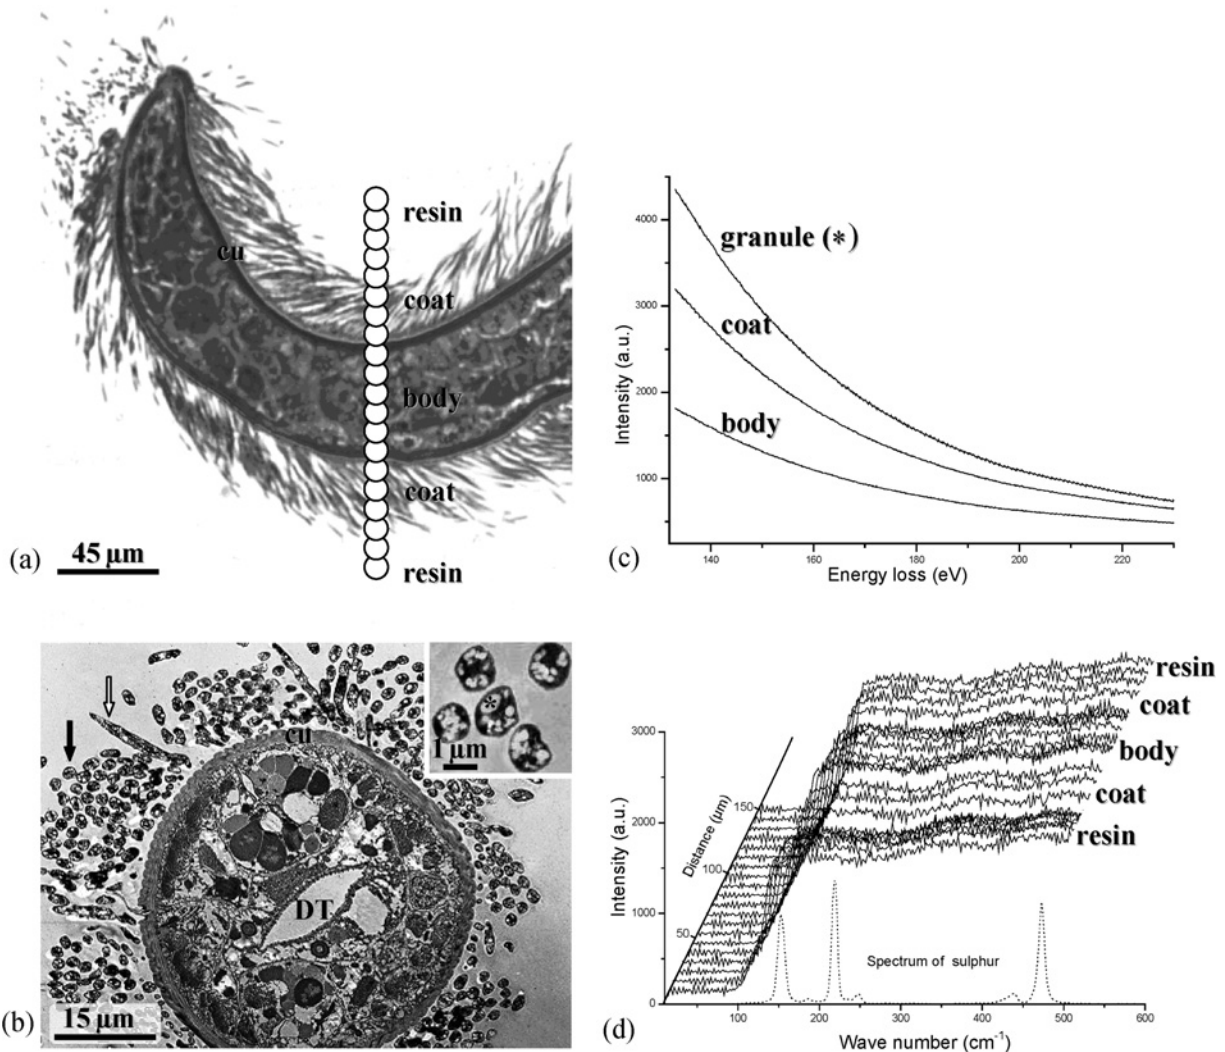 resin
cu
coat
body
coat
resin
(a)
45 µm
4000
3000
2000
1000
Intensity (a.u.)
granule (*)
coat
body
140
160
180
200
220
Energy loss (eV)
(c)
cu
*
1 µm
DT
15 µm
(b)
resin
coat
body
coat
resin
3000
2000
1000
0
Intensity (a.u.)
Distance (µm)
150
100
50
Spectrum of sulphur
100
200
300
400
500
600
Wave number (cm⁻¹)
(d)